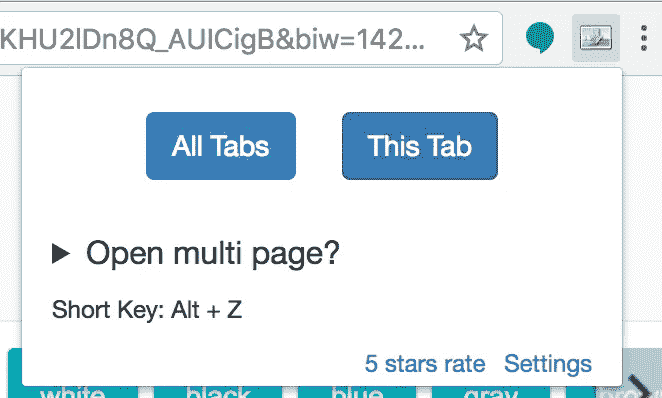 KHU2lDn8Q_AUICigB&biw=142...
All Tabs This Tab
Open multi page?
Short Key: Alt + Z
5 stars rate Settings
white black blue gray